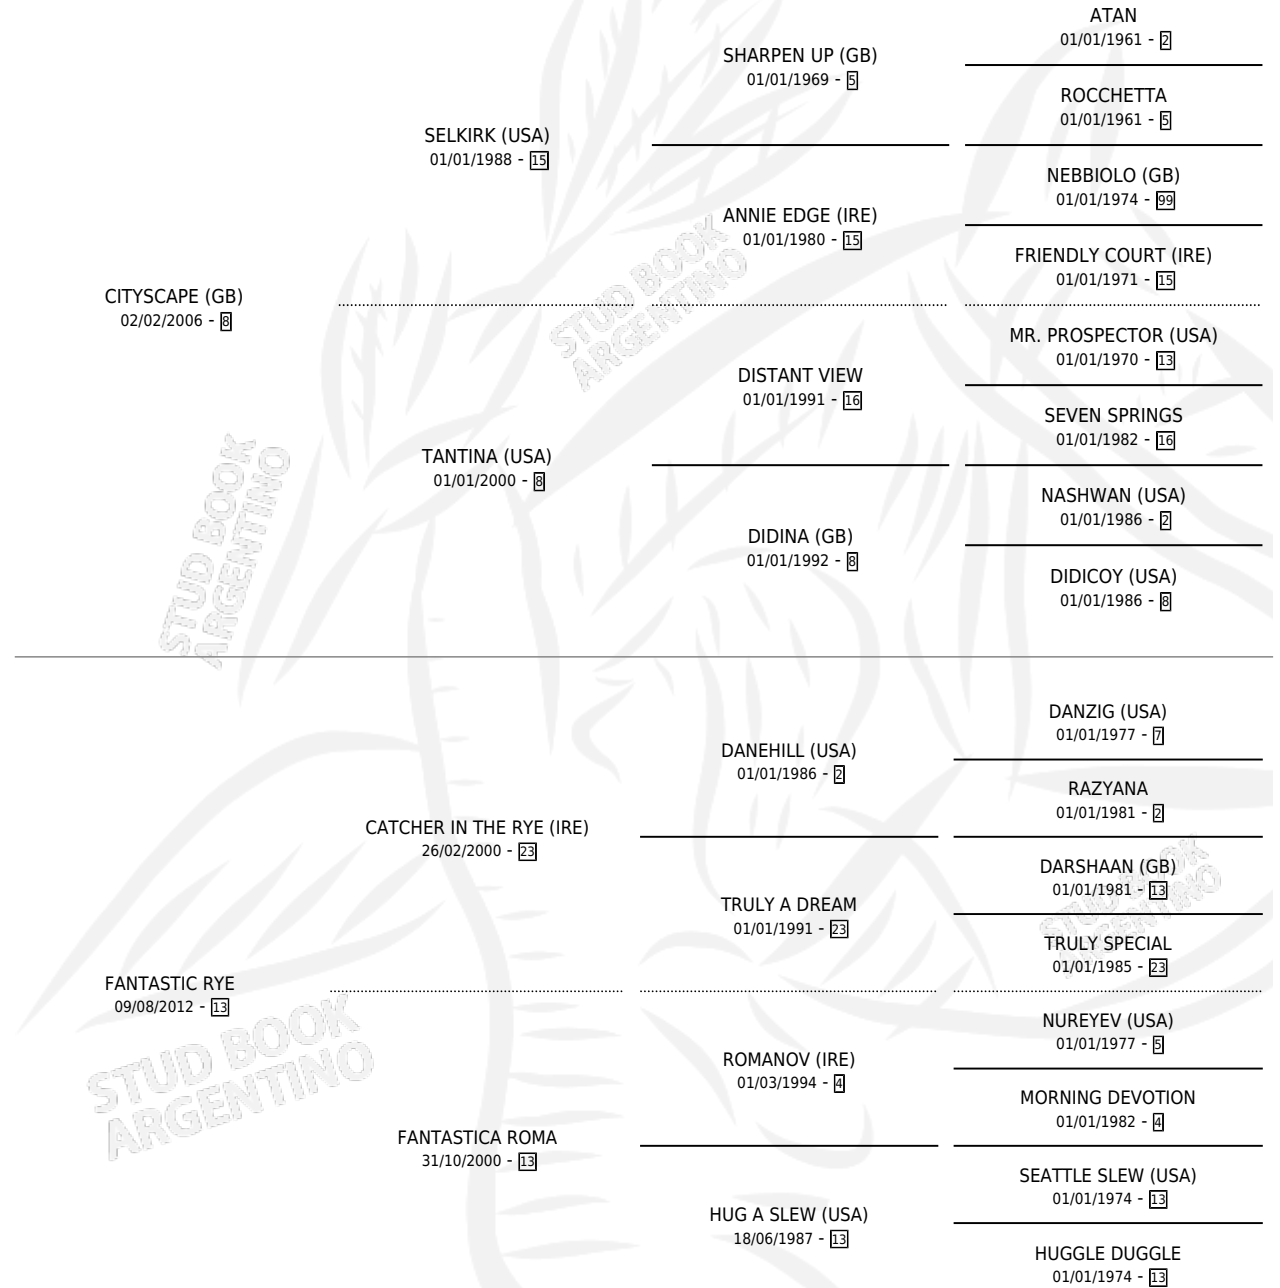 ATAN
01/01/1961 - 2
SHARPEN UP (GB)
01/01/1969 - 5
ROCCHETTA
01/01/1961 - 5
SELKIRK (USA)
01/01/1988 - 15
NEBBIOLO (GB)
01/01/1974 - 99
ANNIE EDGE (IRE)
01/01/1980 - 15
FRIENDLY COURT (IRE)
01/01/1971 - 15
CITYSCAPE (GB)
02/02/2006 - 8
STUD BOOK
ARGENTINO
MR. PROSPECTOR (USA)
01/01/1970 - 13
DISTANT VIEW
01/01/1991 - 16
SEVEN SPRINGS
01/01/1982 - 16
TANTINA (USA)
01/01/2000 - 8
NASHWAN (USA)
01/01/1986 - 2
DIDINA (GB)
01/01/1992 - 8
DIDICOY (USA)
01/01/1986 - 8
STUD BOOK
ARGENTINO
DANZIG (USA)
01/01/1977 - 7
DANEHILL (USA)
01/01/1986 - 2
RAZYANA
01/01/1981 - 2
CATCHER IN THE RYE (IRE)
26/02/2000 - 23
DARSHAAN (GB)
01/01/1981 - 13
TRULY A DREAM
01/01/1991 - 23
TRULY SPECIAL
01/01/1985 - 23
STUD BOOK
ARGENTINO
FANTASTIC RYE
09/08/2012 - 13
NUREYEV (USA)
01/01/1977 - 5
ROMANOV (IRE)
01/03/1994 - 4
MORNING DEVOTION
01/01/1982 - 4
STUD BOOK
ARGENTINO
FANTASTICA ROMA
31/10/2000 - 13
SEATTLE SLEW (USA)
01/01/1974 - 13
HUG A SLEW (USA)
18/06/1987 - 13
HUGGLE DUGGLE
01/01/1974 - 13